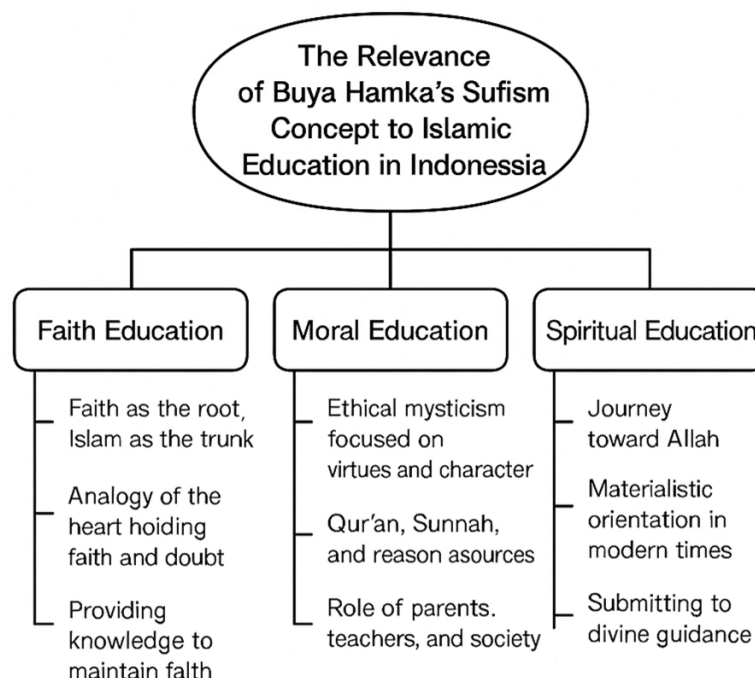 The Relevance
of Buya Hamka's Sufism
Concept to Islamic
Education in Indonessia
Faith Education
Faith as the root,
Islam as the trunk
Analogy of the
heart hoiding
faith and doubt
Providing
knowledge to
maintain falth
Moral Education
Ethical mysticism
focused on
virtues and character
Qur'an, Sunnah,
and reason asources
Role of parents.
teachers, and society
Spiritual Education
Journey
toward Allah
Materialistic
orientation in
modern times
Submitting to
divine guidance